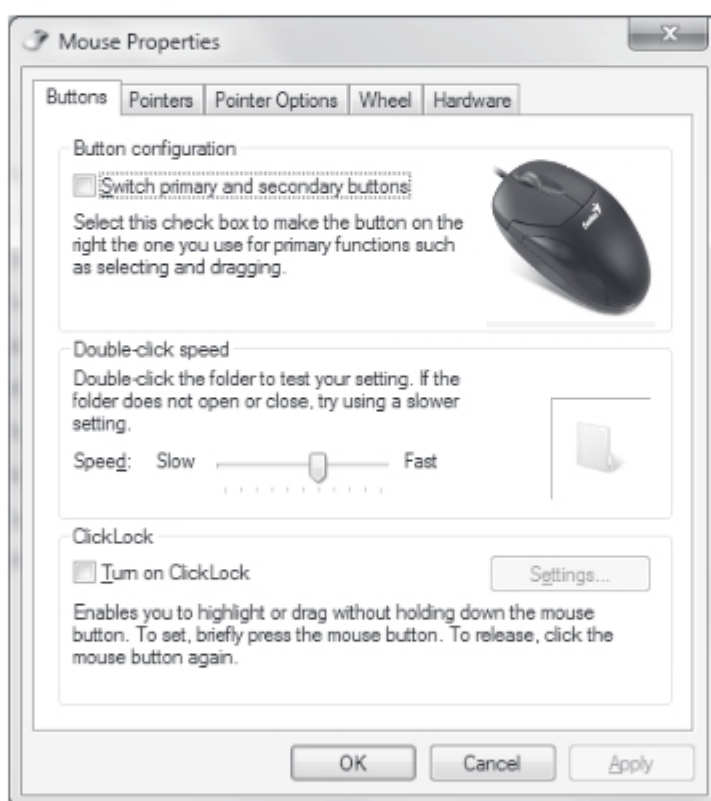 Mouse Properties
Buttons Pointers Pointer Options Wheel Hardware
Button configuration
Switch primary and secondary buttons
Select this check box to make the button on the
right the one you use for primary functions such
as selecting and dragging.
Double-click speed
Double-click the folder to test your setting. If the
folder does not open or close, try using a slower
setting.
Speed: Slow Fast
ClickLock
Turn on ClickLock
Settings...
Enables you to highlight or drag without holding down the mouse
button. To set, briefly press the mouse button. To release, click the
mouse button again.
OK Cancel Apply